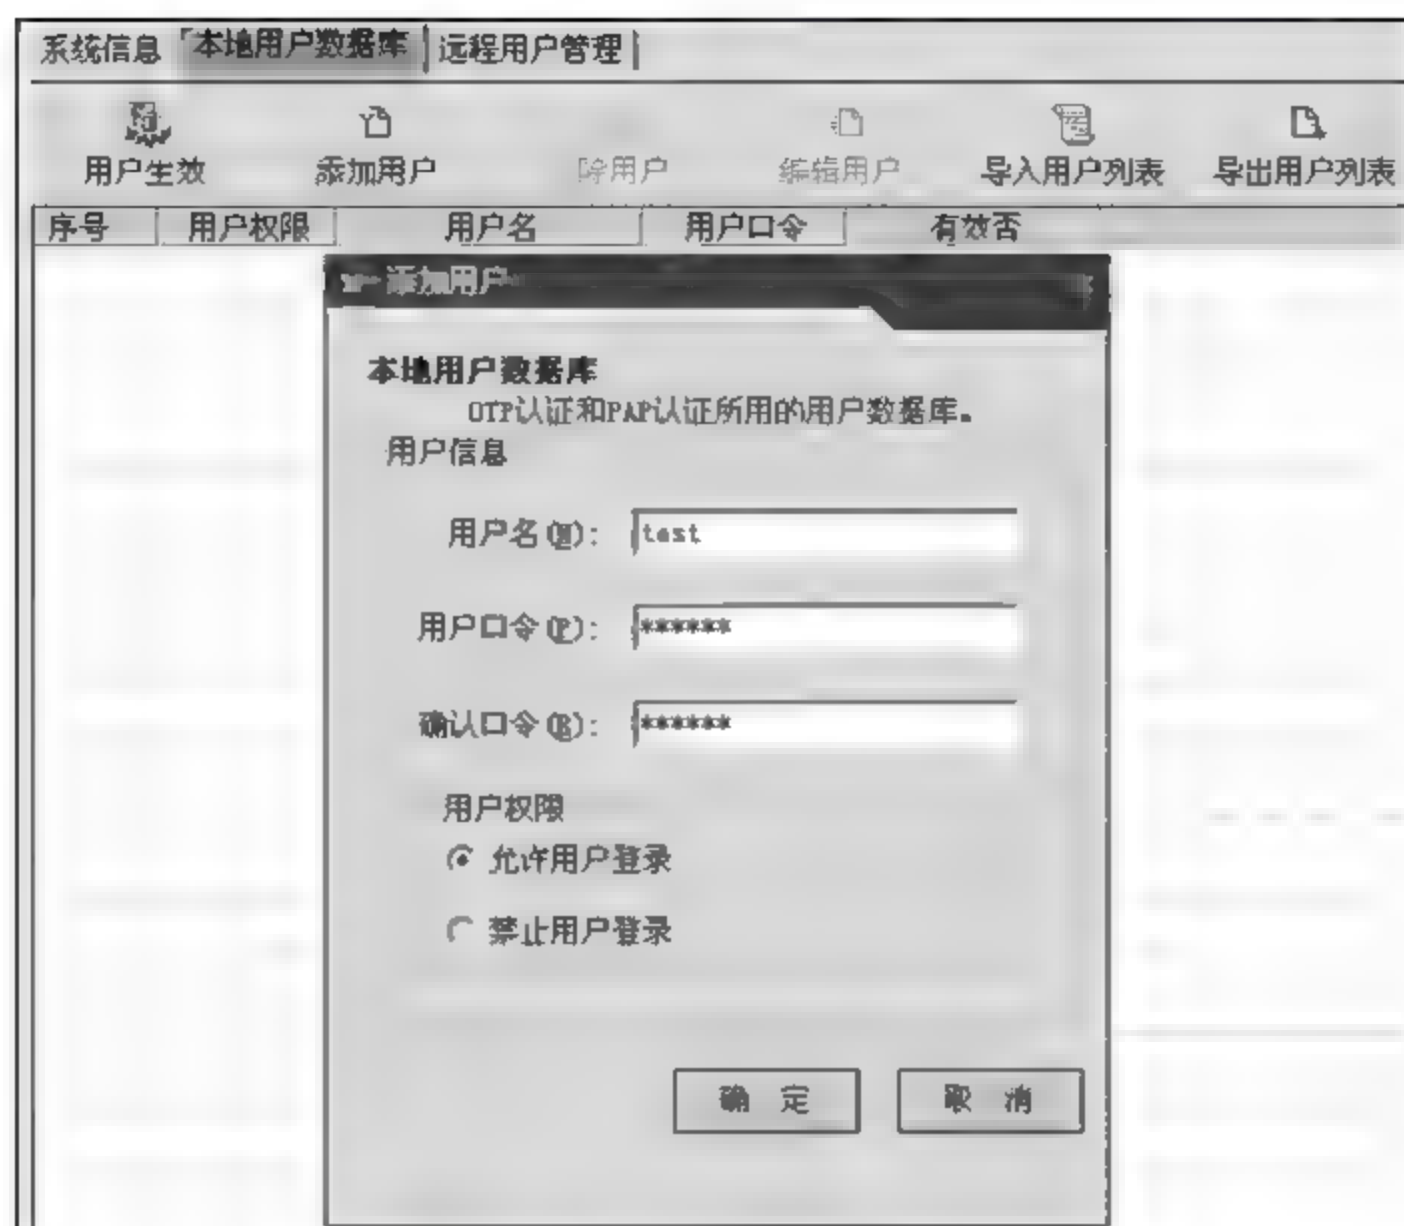 系统信息 本地用户数据库 远程用户管理
用户生效 添加用户 除用户 编辑用户 导入用户列表 导出用户列表
序号 用户权限 用户名 用户口令 有效否
添加用户
本地用户数据库
OTP认证和PAP认证所用的用户数据库。
用户信息
用户名(N): test
用户口令(P): ******
确认口令(R): ******
用户权限
允许用户登录
禁止用户登录
确 定 取 消